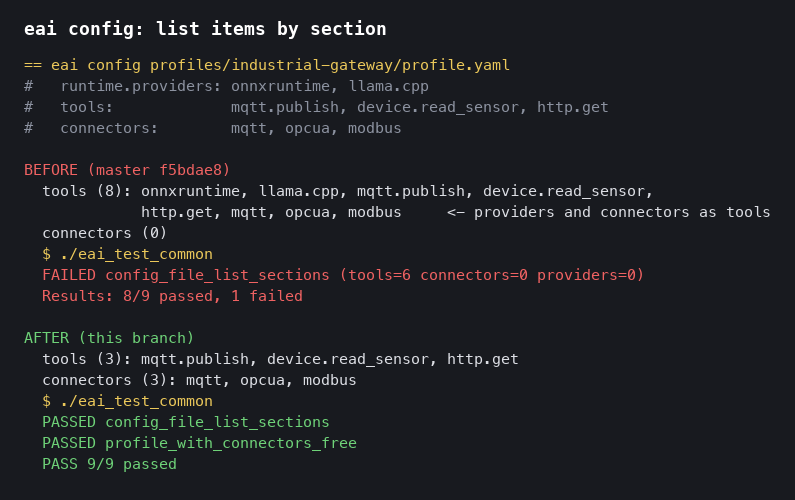 eai config: list items by section
== eai config profiles/industrial-gateway/profile.yaml
#   runtime.providers: onnxruntime, llama.cpp
#   tools:             mqtt.publish, device.read_sensor, http.get
#   connectors:        mqtt, opcua, modbus
BEFORE (master f5bdae8)
  tools (8): onnxruntime, llama.cpp, mqtt.publish, device.read_sensor,
             http.get, mqtt, opcua, modbus     <- providers and connectors as tools
  connectors (0)
  $ ./eai_test_common
  FAILED config_file_list_sections (tools=6 connectors=0 providers=0)
  Results: 8/9 passed, 1 failed
AFTER (this branch)
  tools (3): mqtt.publish, device.read_sensor, http.get
  connectors (3): mqtt, opcua, modbus
  $ ./eai_test_common
  PASSED config_file_list_sections
  PASSED profile_with_connectors_free
  PASS 9/9 passed